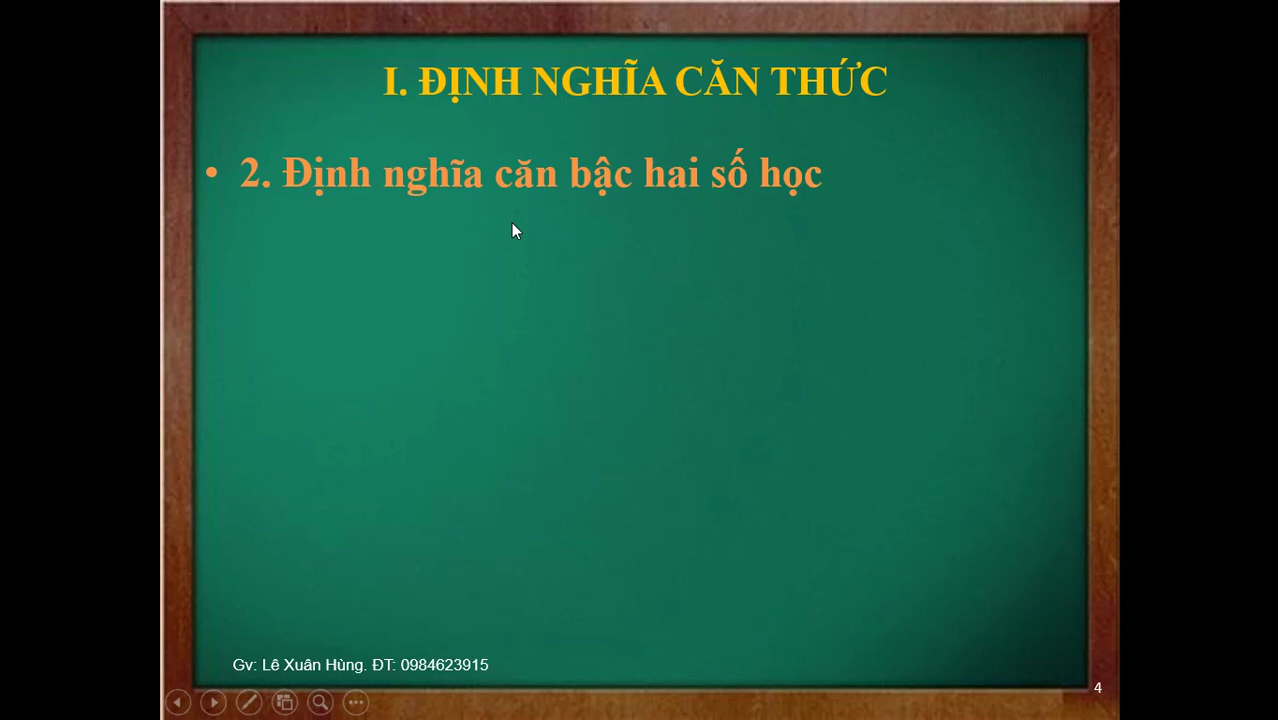 I. ĐỊNH NGHĨA CĂN THỨC
• 2. Định nghĩa căn bậc hai số học
Gv: Lê Xuân Hùng. ĐT: 0984623915
4